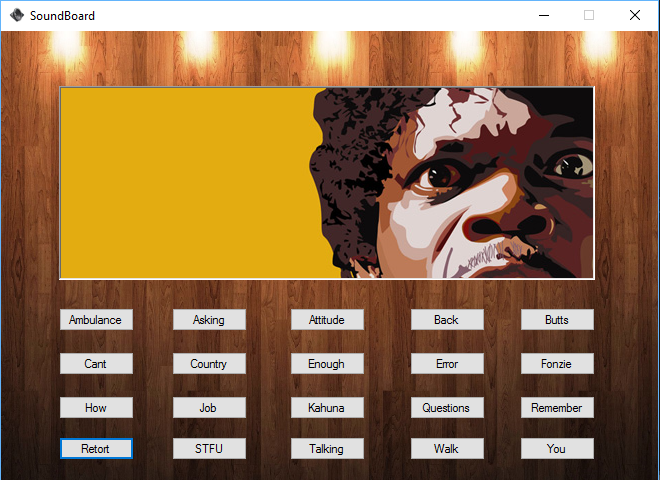 SoundBoard
Ambulance Asking Attitude Back Butts
Cant Country Enough Error Fonzie
How Job Kahuna Questions Remember
Retort STFU Talking Walk You